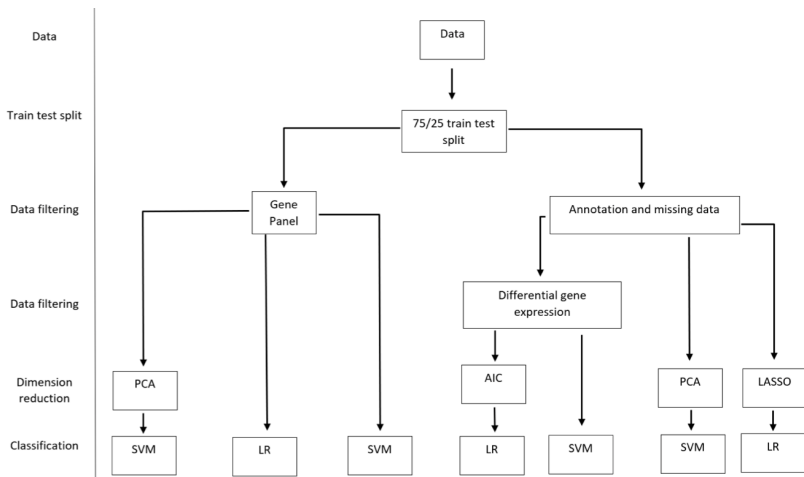 Data
Data
Train test split
75/25 train test
split
Data filtering
Gene
Panel
Annotation and missing data
Data filtering
Differential gene
expression
Dimension
reduction
PCA
AIC
PCA
LASSO
Classification
SVM
LR
SVM
LR
SVM
SVM
LR